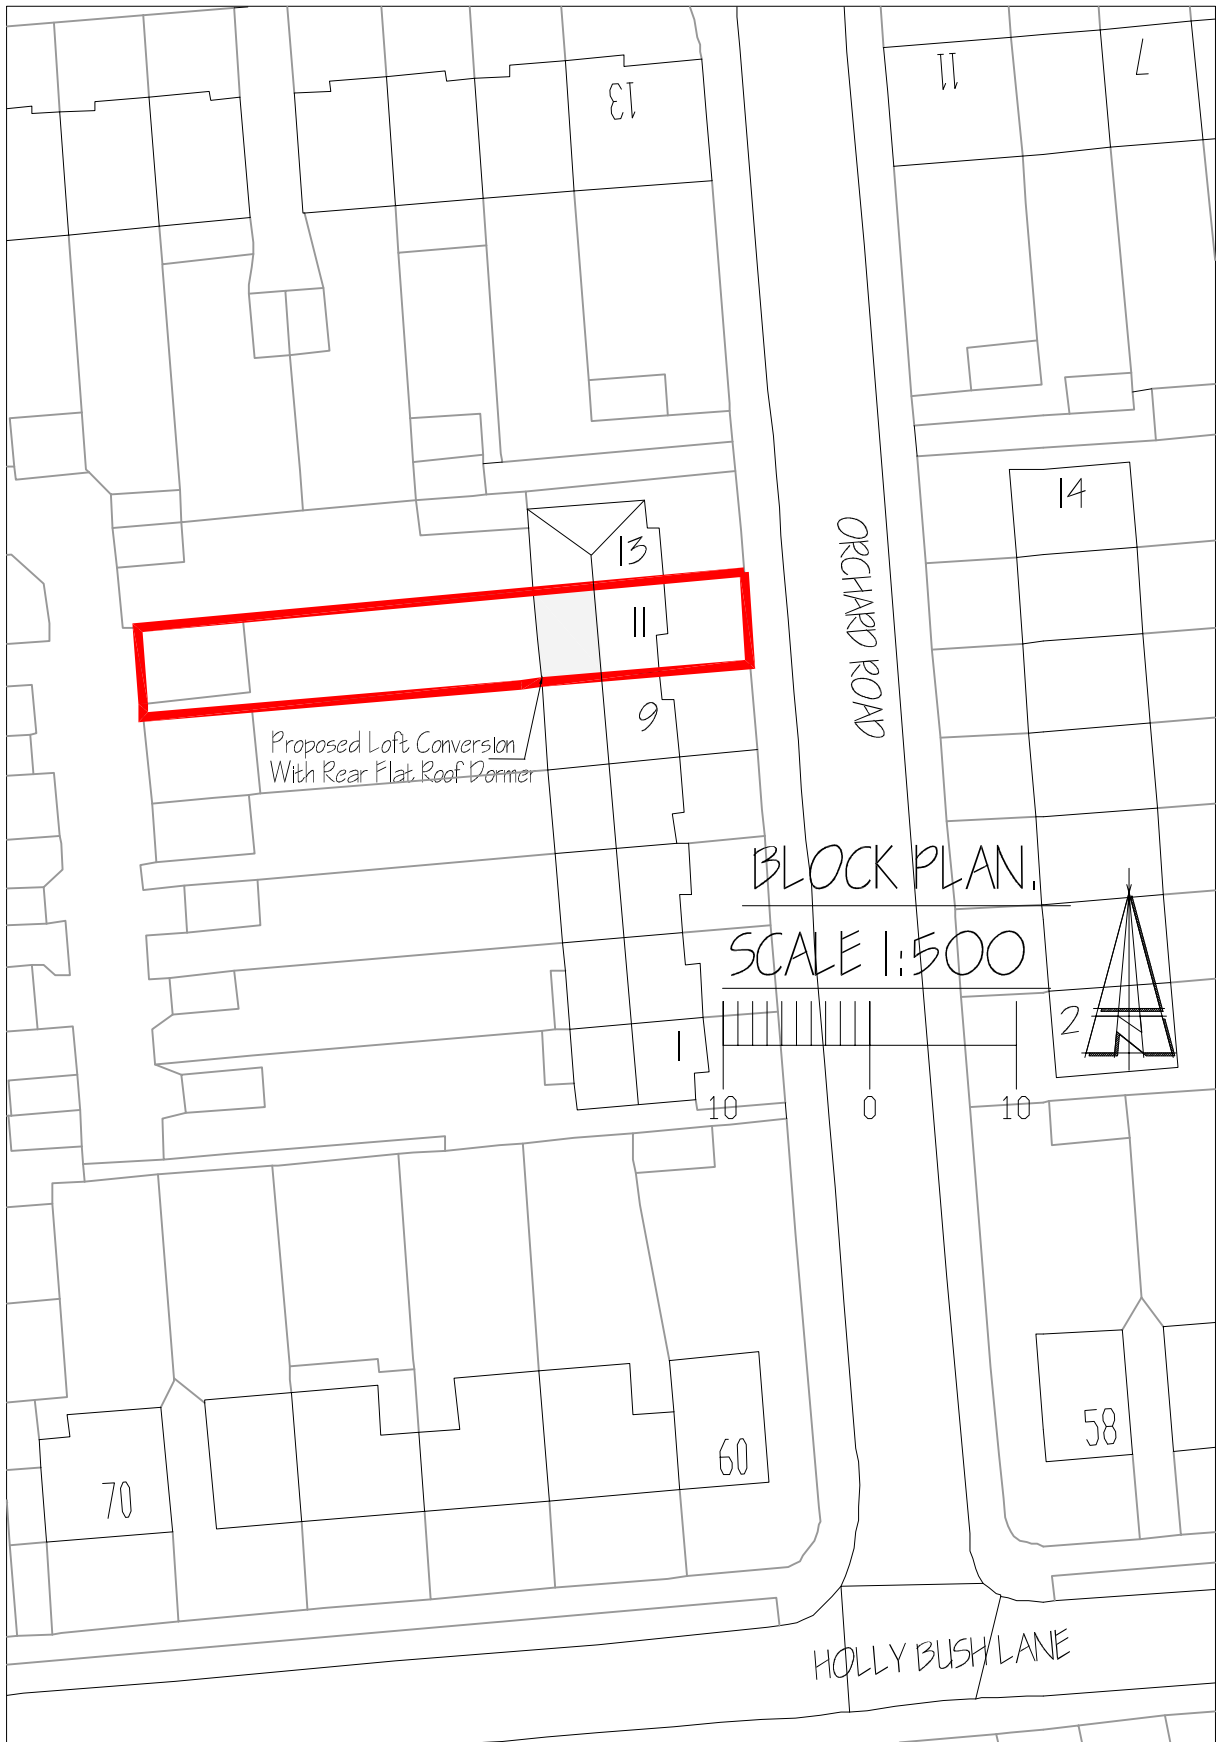 13
11
7
14
13
11
ORCHARD ROAD
9
Proposed Loft Conversion
With Rear Flat Roof Dormer
BLOCK PLAN.
SCALE 1:500
2
1
10 0 10
58
60
70
HOLLY BUSH LANE